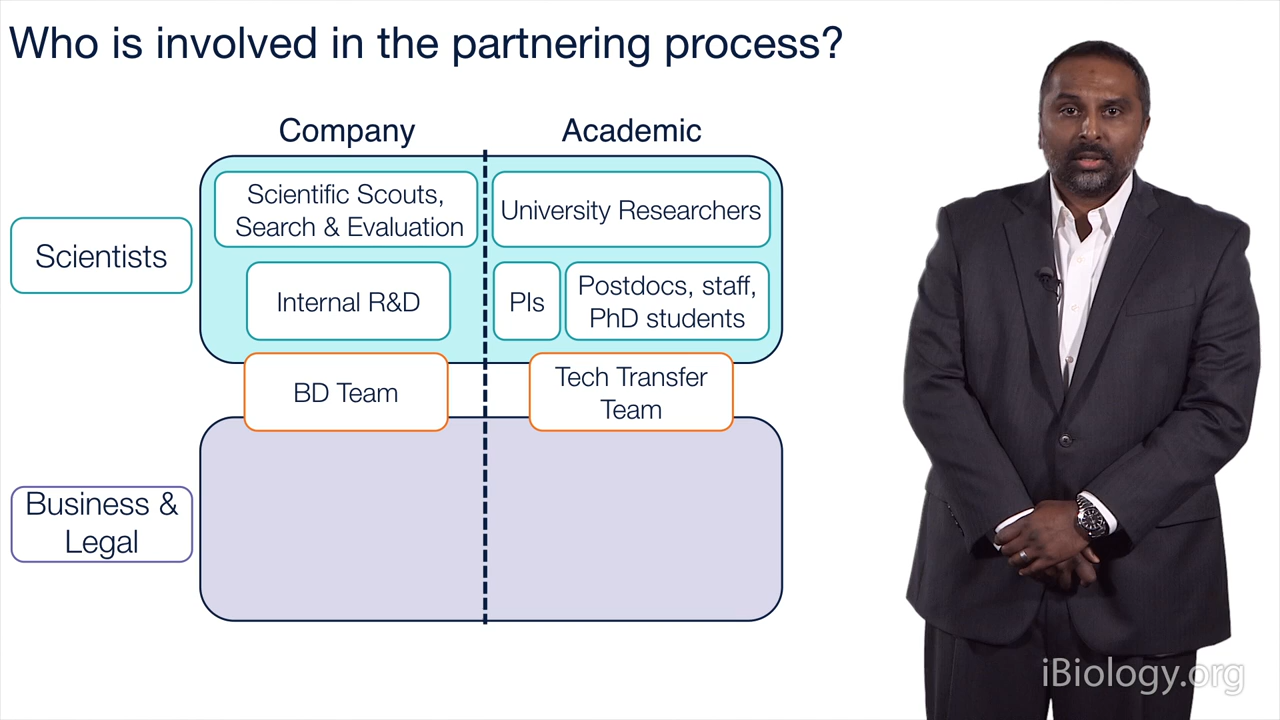 Who is involved in the partnering process?
Company
Academic
Scientists
Scientific Scouts,
Search & Evaluation
University Researchers
Internal R&D
PIs
Postdocs, staff,
PhD students
BD Team
Tech Transfer
Team
Business &
Legal
iBiology.org